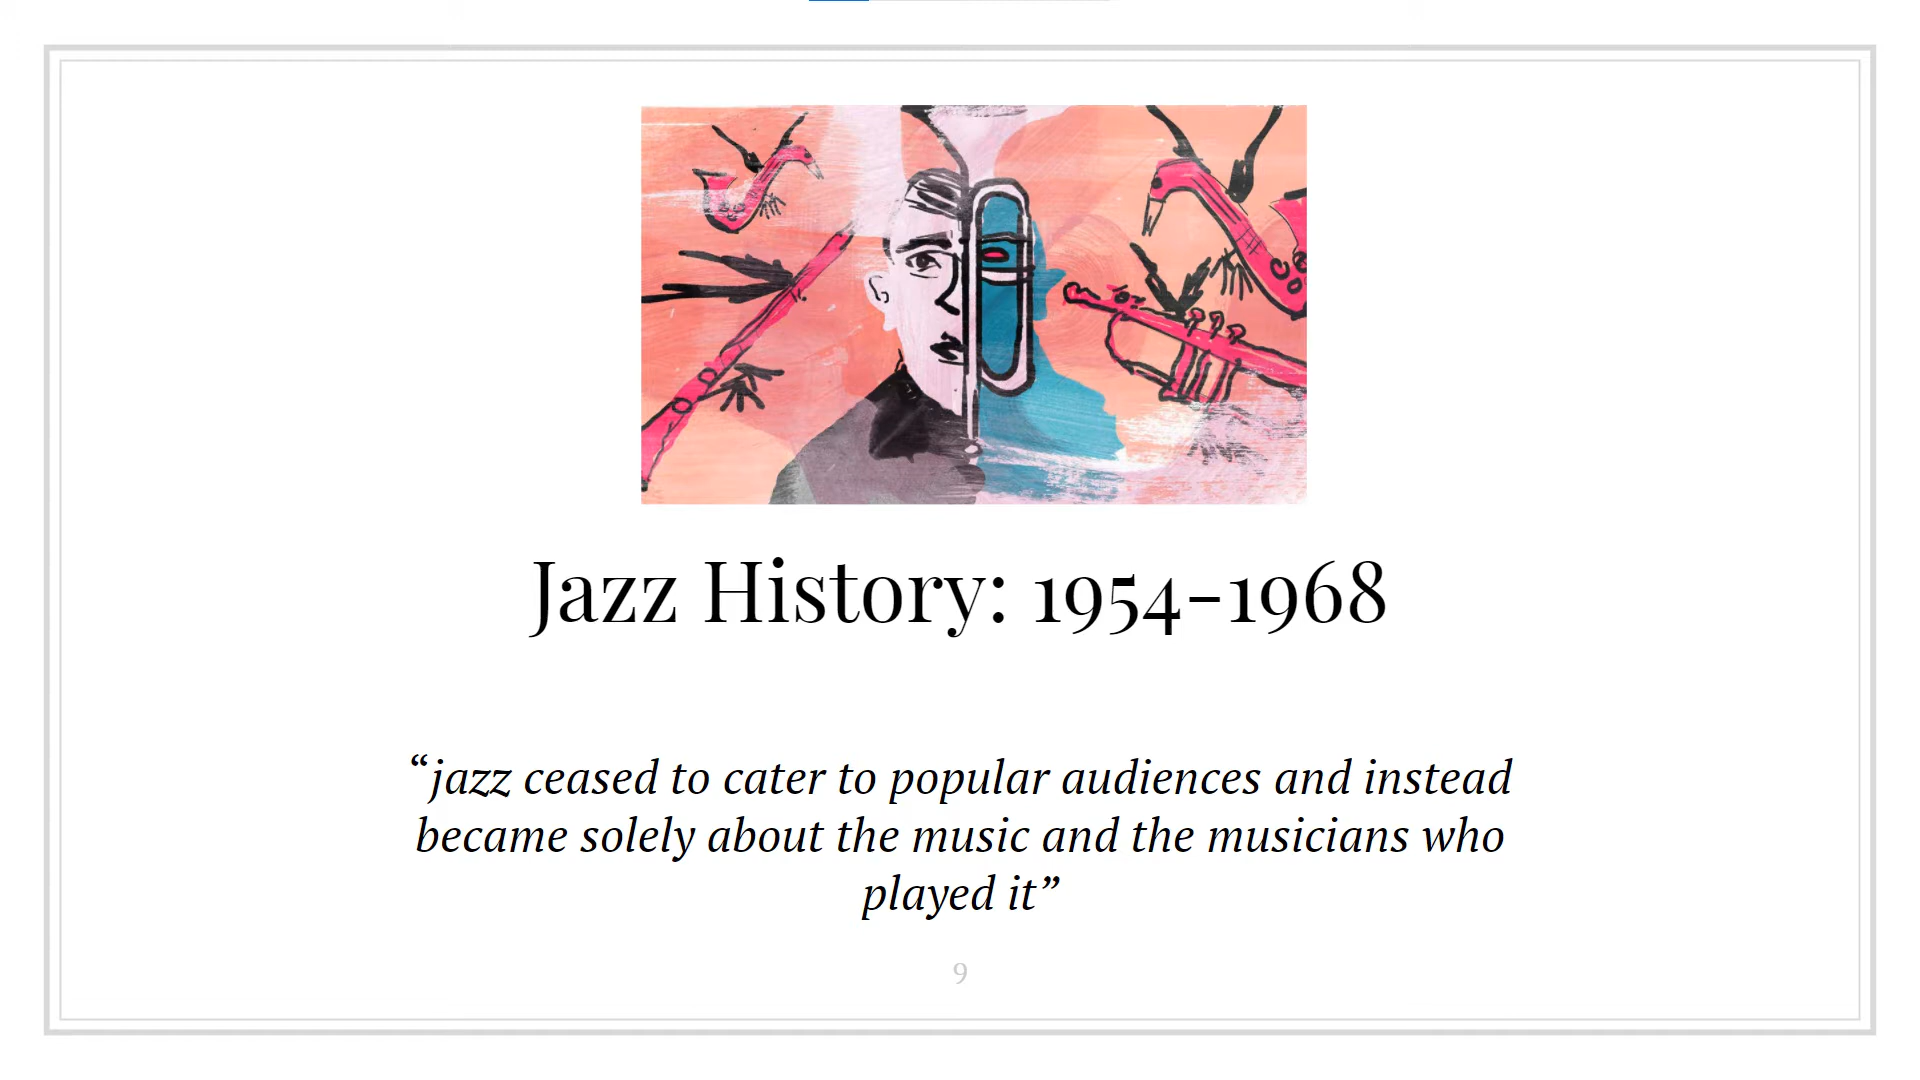 Jazz History: 1954-1968
“jazz ceased to cater to popular audiences and instead
became solely about the music and the musicians who
played it”
9